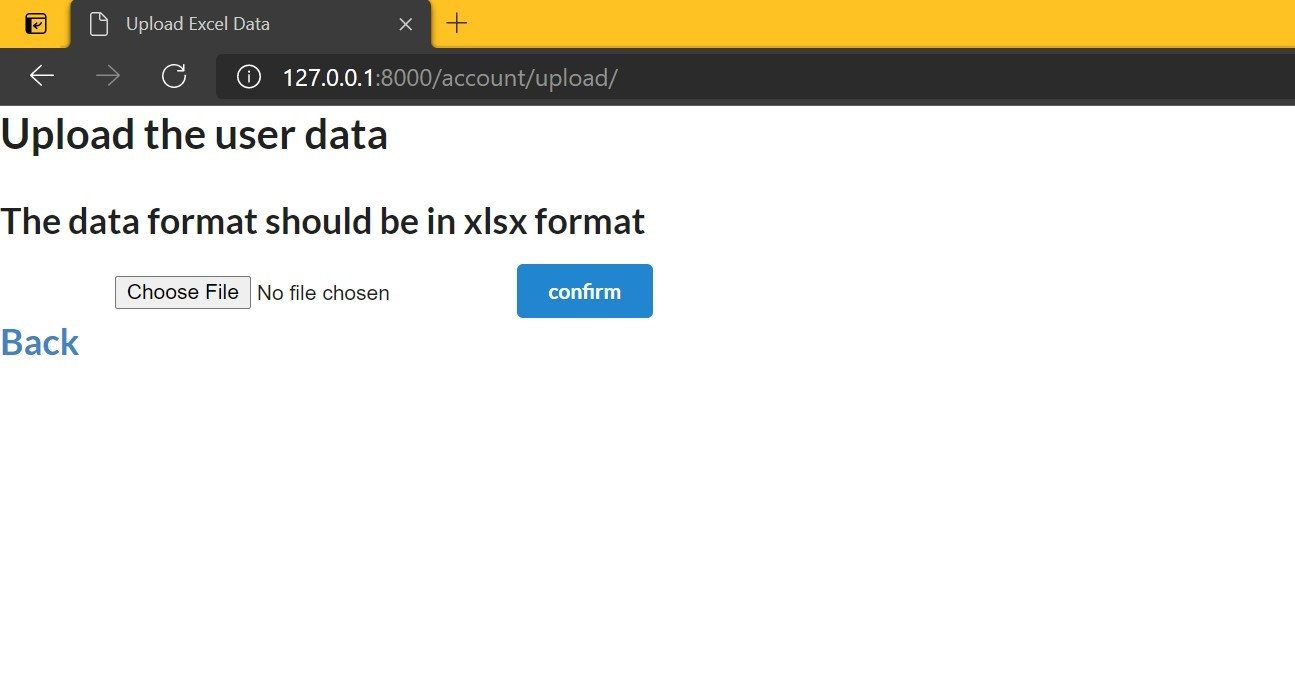 Upload Excel Data
127.0.0.1:8000/account/upload/
Upload the user data
The data format should be in xlsx format
Choose File No file chosen confirm
Back